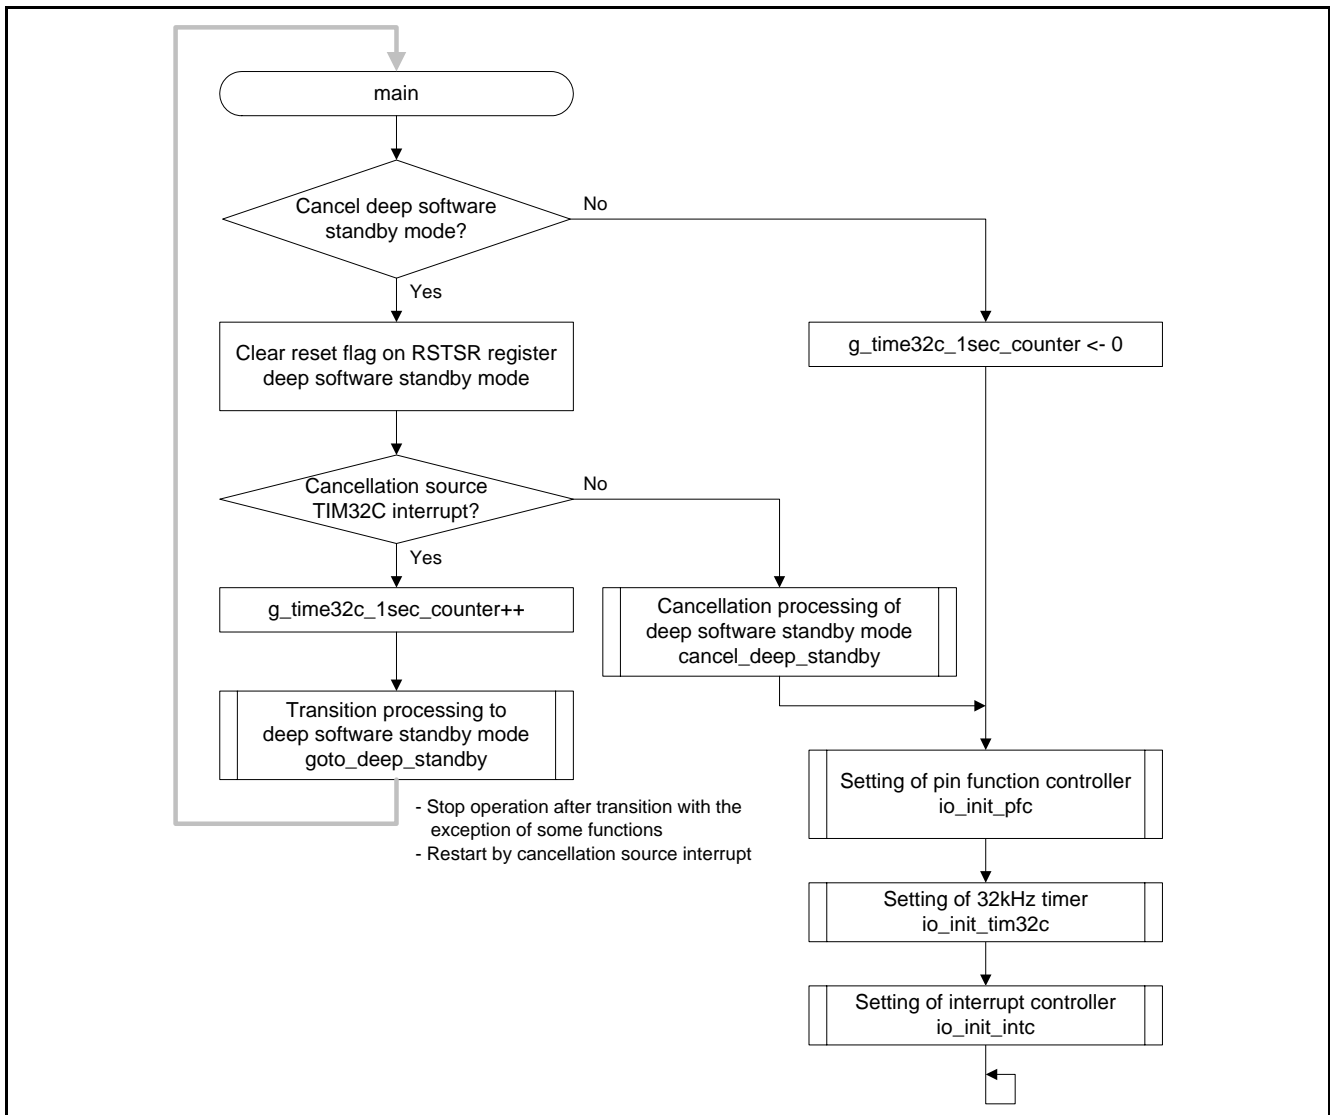 main
Cancel deep software
standby mode?
No
Yes
Clear reset flag on RSTSR register
deep software standby mode
g_time32c_1sec_counter <- 0
Cancellation source
TIM32C interrupt?
No
Yes
g_time32c_1sec_counter++
Cancellation processing of
deep software standby mode
cancel_deep_standby
Transition processing to
deep software standby mode
goto_deep_standby
- Stop operation after transition with the
exception of some functions
- Restart by cancellation source interrupt
Setting of pin function controller
io_init_pfc
Setting of 32kHz timer
io_init_tim32c
Setting of interrupt controller
io_init_intc